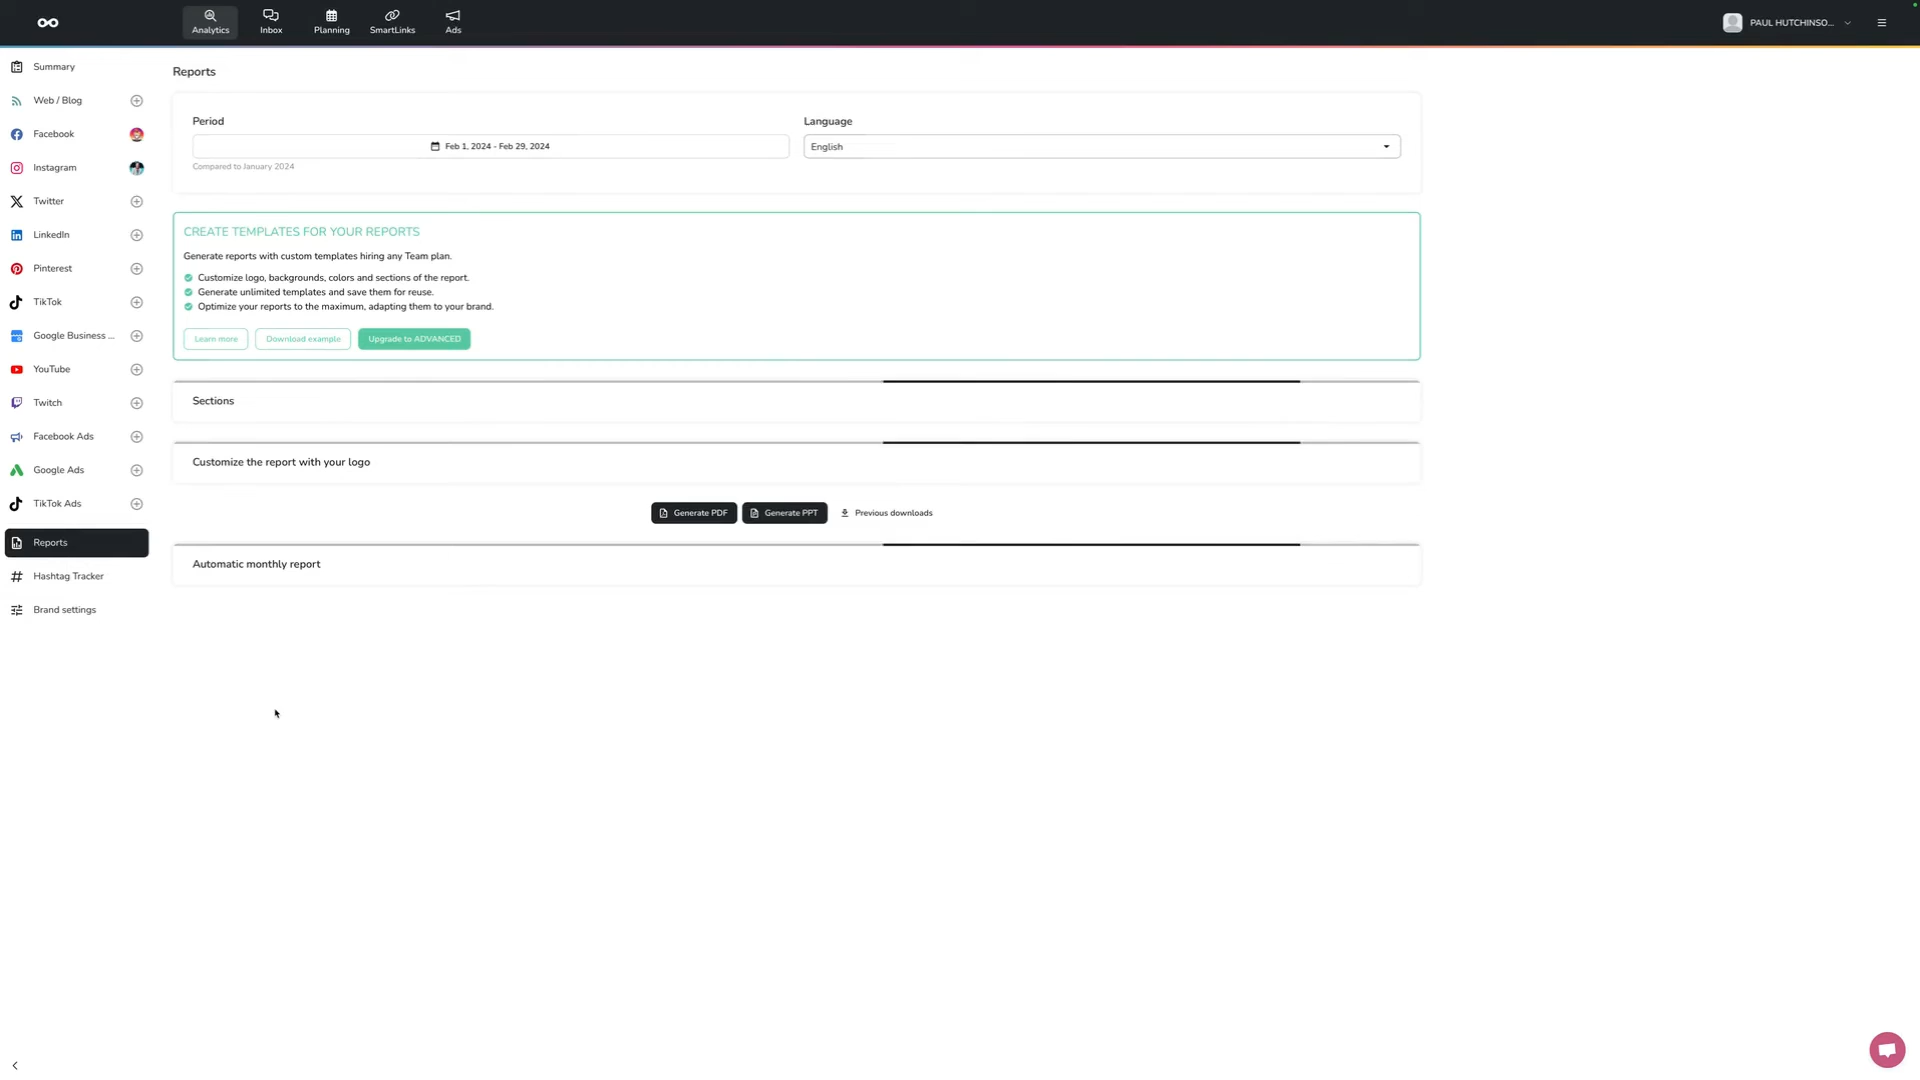 Analytics
Inbox
Planning
SmartLinks
Ads
PAUL HUTCHINSO...
Summary
Web / Blog
Facebook
Instagram
Twitter
LinkedIn
Pinterest
TikTok
Google Business ...
YouTube
Twitch
Facebook Ads
Google Ads
TikTok Ads
Reports
Hashtag Tracker
Brand settings
Reports
Period
Feb 1, 2024 - Feb 29, 2024
Compared to January 2024
Language
English
CREATE TEMPLATES FOR YOUR REPORTS
Generate reports with custom templates hiring any Team plan.
Customize logo, backgrounds, colors and sections of the report.
Generate unlimited templates and save them for reuse.
Optimize your reports to the maximum, adapting them to your brand.
Learn more
Download example
Upgrade to ADVANCED
Sections
Customize the report with your logo
Generate PDF
Generate PPT
Previous downloads
Automatic monthly report